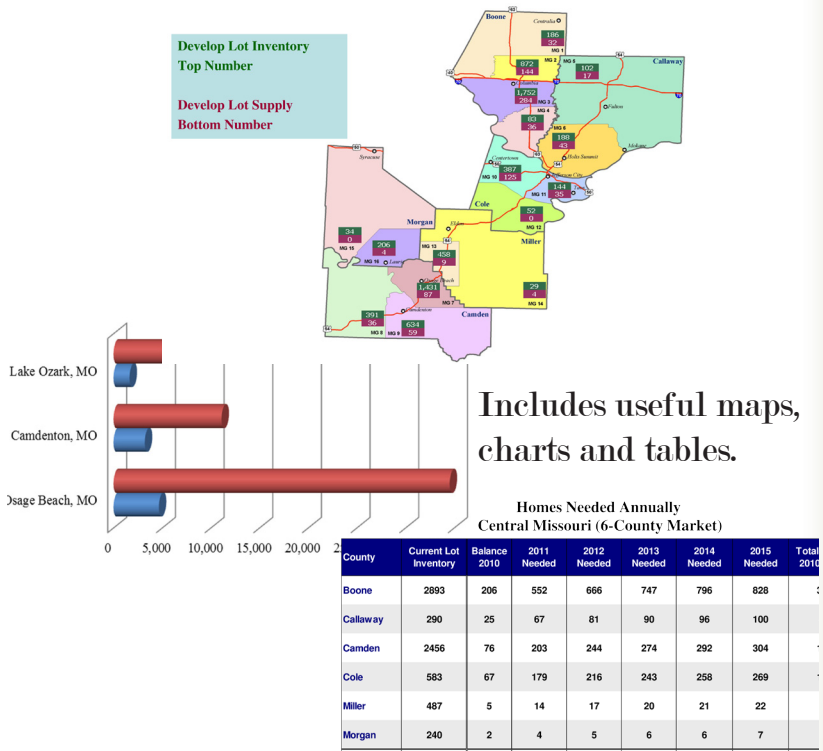 Develop Lot Inventory
Top Number
Develop Lot Supply
Bottom Number
Boone
Centralia
186
32
MG 1
MG 2
872
144
MG 5
102
17
Callaway
1,752
284
MG 3
MG 4
83
36
Fulton
MG 6
188
43
Mokane
Holts Summit
Centertown
387
125
MG 10
144
35
MG 11
Cole
52
0
MG 12
Syracuse
Morgan
34
0
MG 15
206
4
MG 16
MG 13
458
9
Miller
29
4
MG 14
1,431
87
MG 7
Camden
391
36
MG 8
MG 9
634
59
Lake Ozark, MO
Camdenton, MO
Osage Beach, MO
0 5,000 10,000 15,000 20,000
Includes useful maps,
charts and tables.
Homes Needed Annually
Central Missouri (6-County Market)
County Current Lot Inventory Balance 2010 2011 Needed 2012 Needed 2013 Needed 2014 Needed 2015 Needed Total 2010
Boone 2893 206 552 666 747 796 828
Callaway 290 25 67 81 90 96 100
Camden 2456 76 203 244 274 292 304
Cole 583 67 179 216 243 258 269
Miller 487 5 14 17 20 21 22
Morgan 240 2 4 5 6 6 7